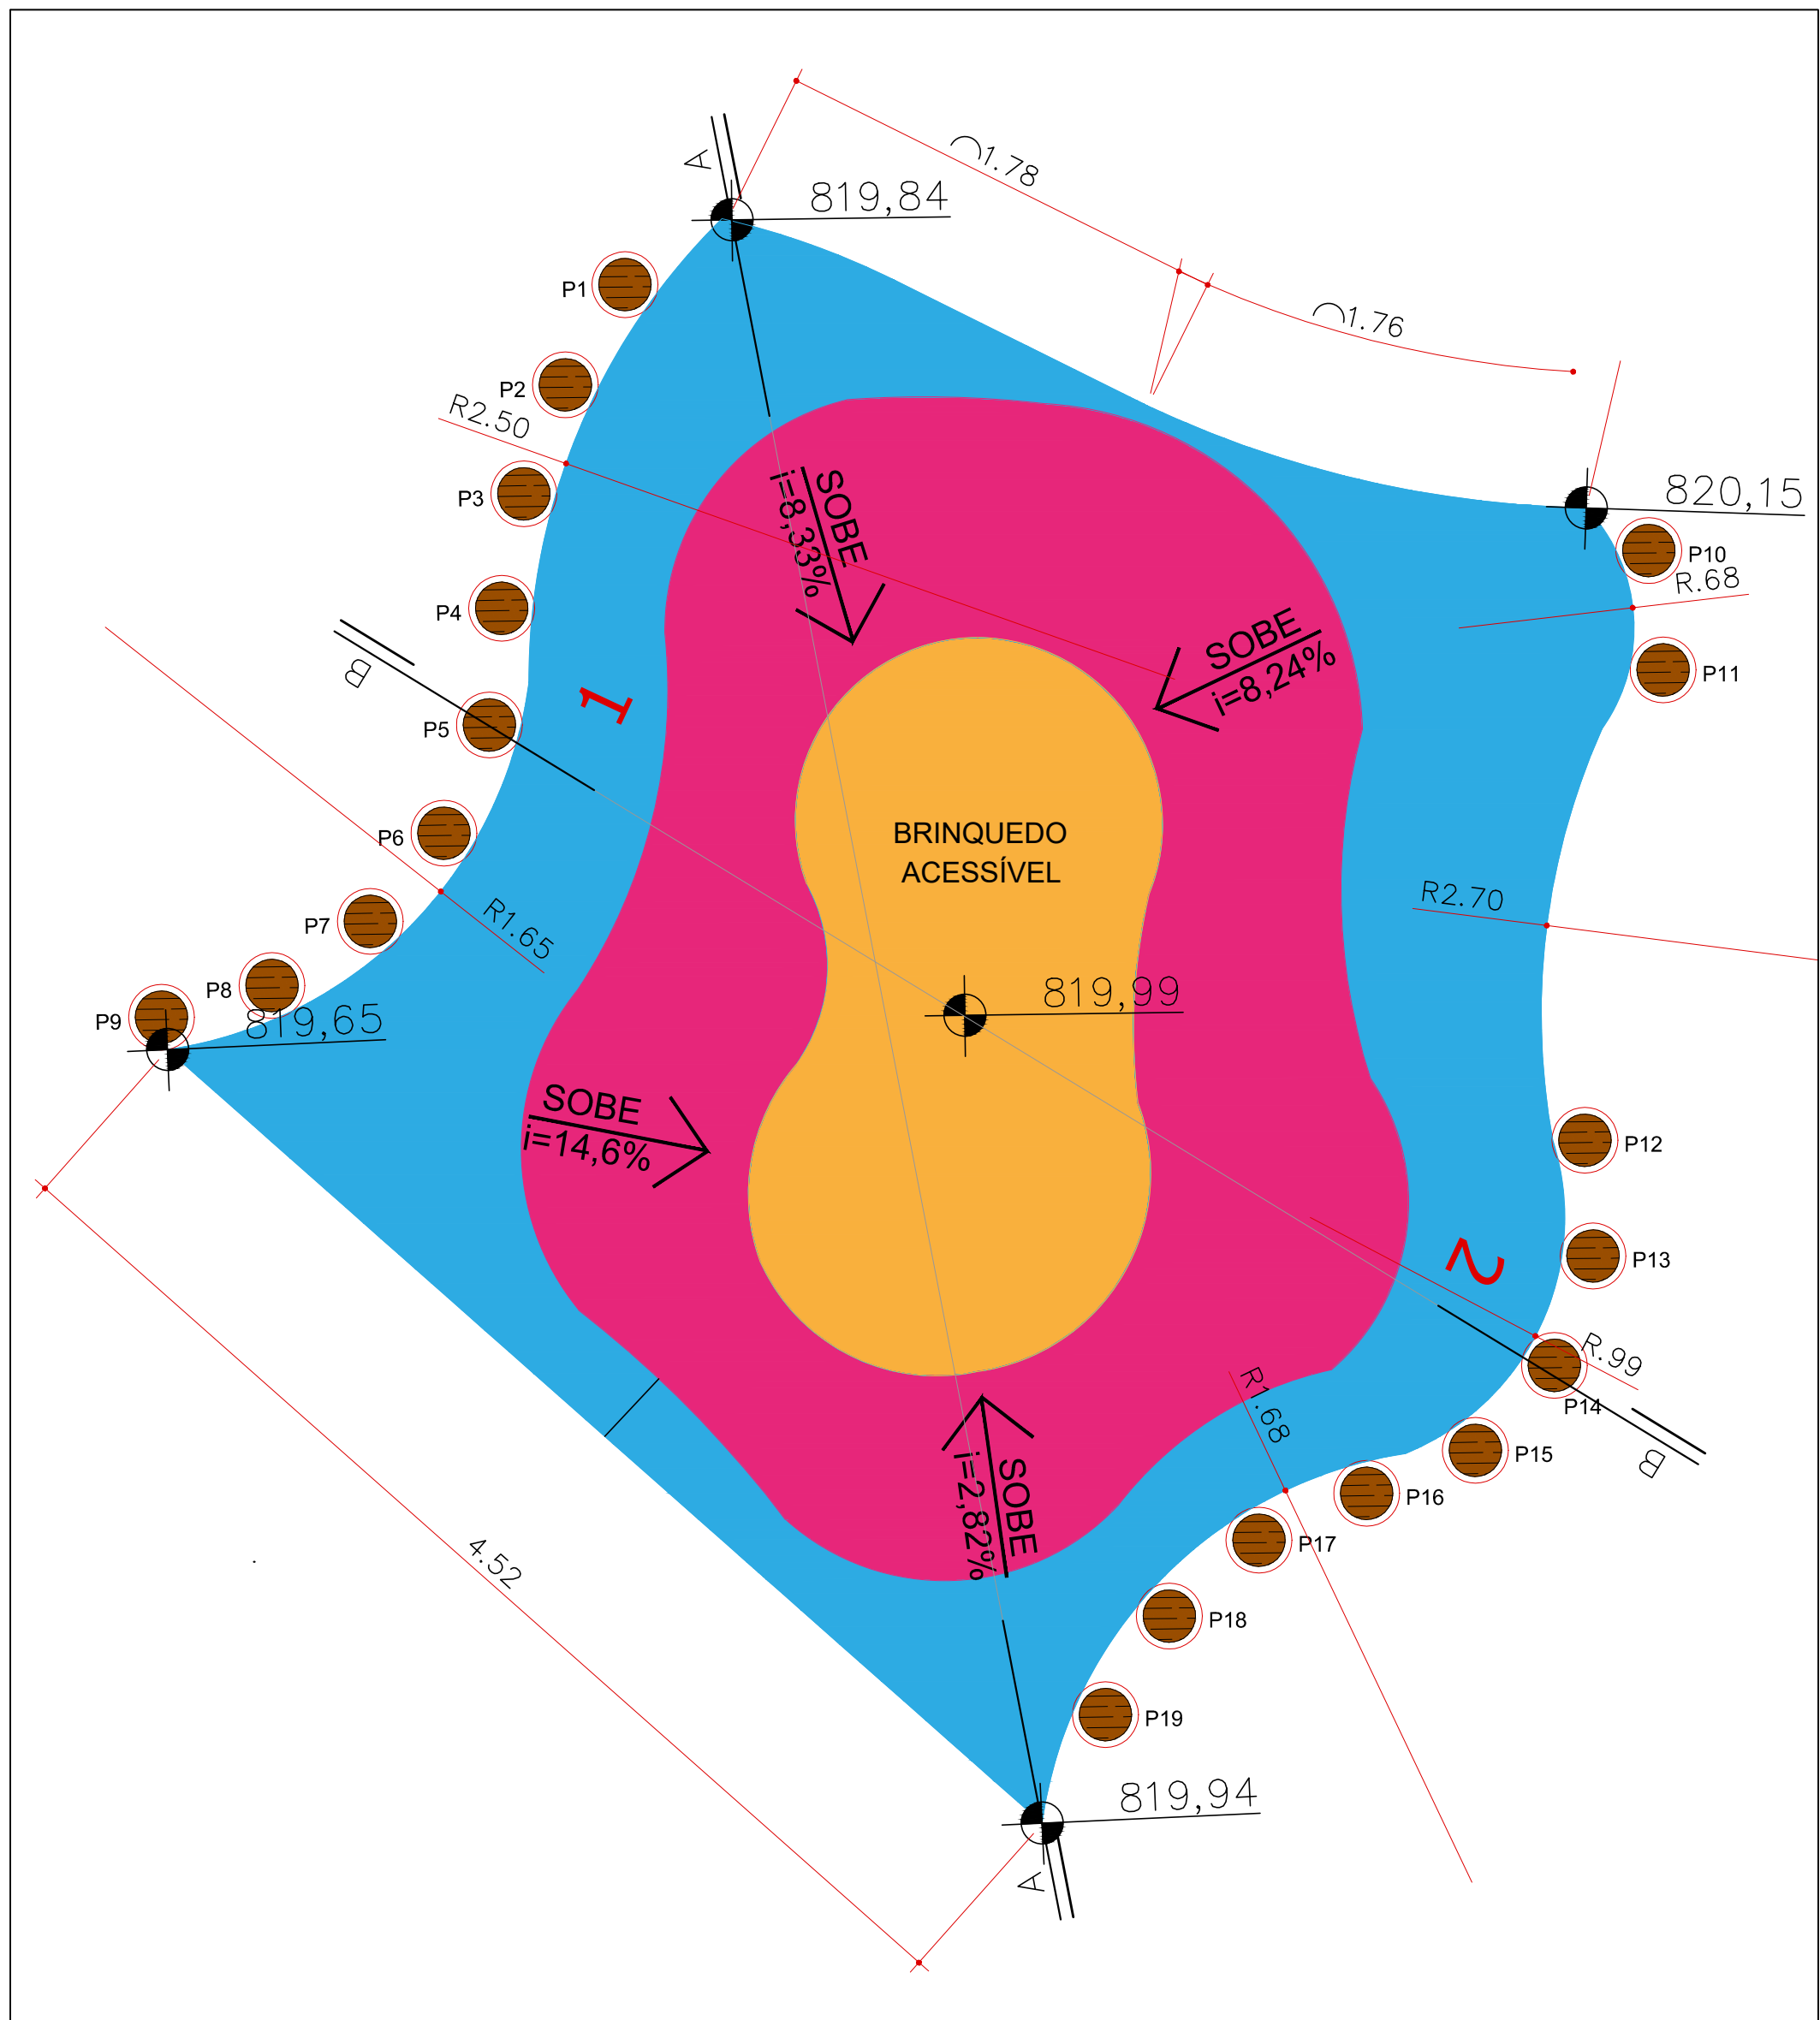 A
1.78
819,84
P1
1.76
P2
R2.50
P3
820,15
P10
R.68
SOBE
i=8,33%
P4
SOBE
i=8,24%
B
P11
1
P5
BRINQUEDO
ACESSÍVEL
P6
R2.70
P7
R1.65
P8
819,99
P9
819,65
SOBE
i=14,6%
P12
2
P13
R.99
P14
R1.68
P15
B
SOBE
i=2,82%
P16
4.52
P17
P18
P19
819,94
A